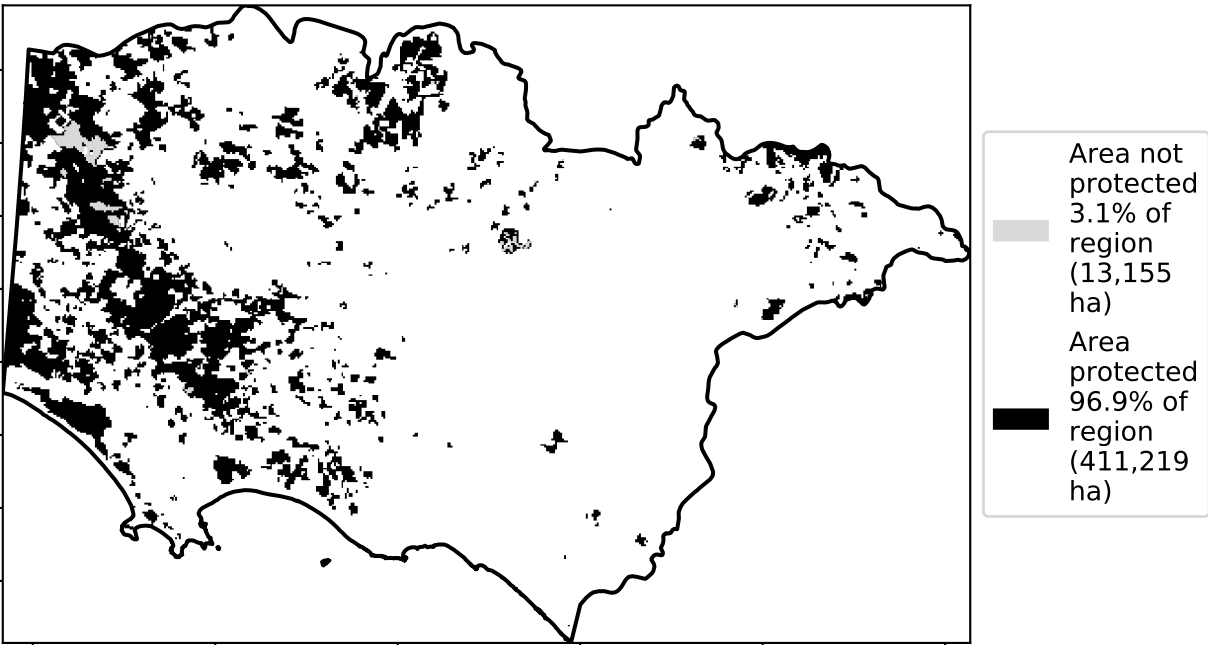 Area not
protected
3.1% of
region
(13,155
ha)
Area
protected
96.9% of
region
(411,219
ha)